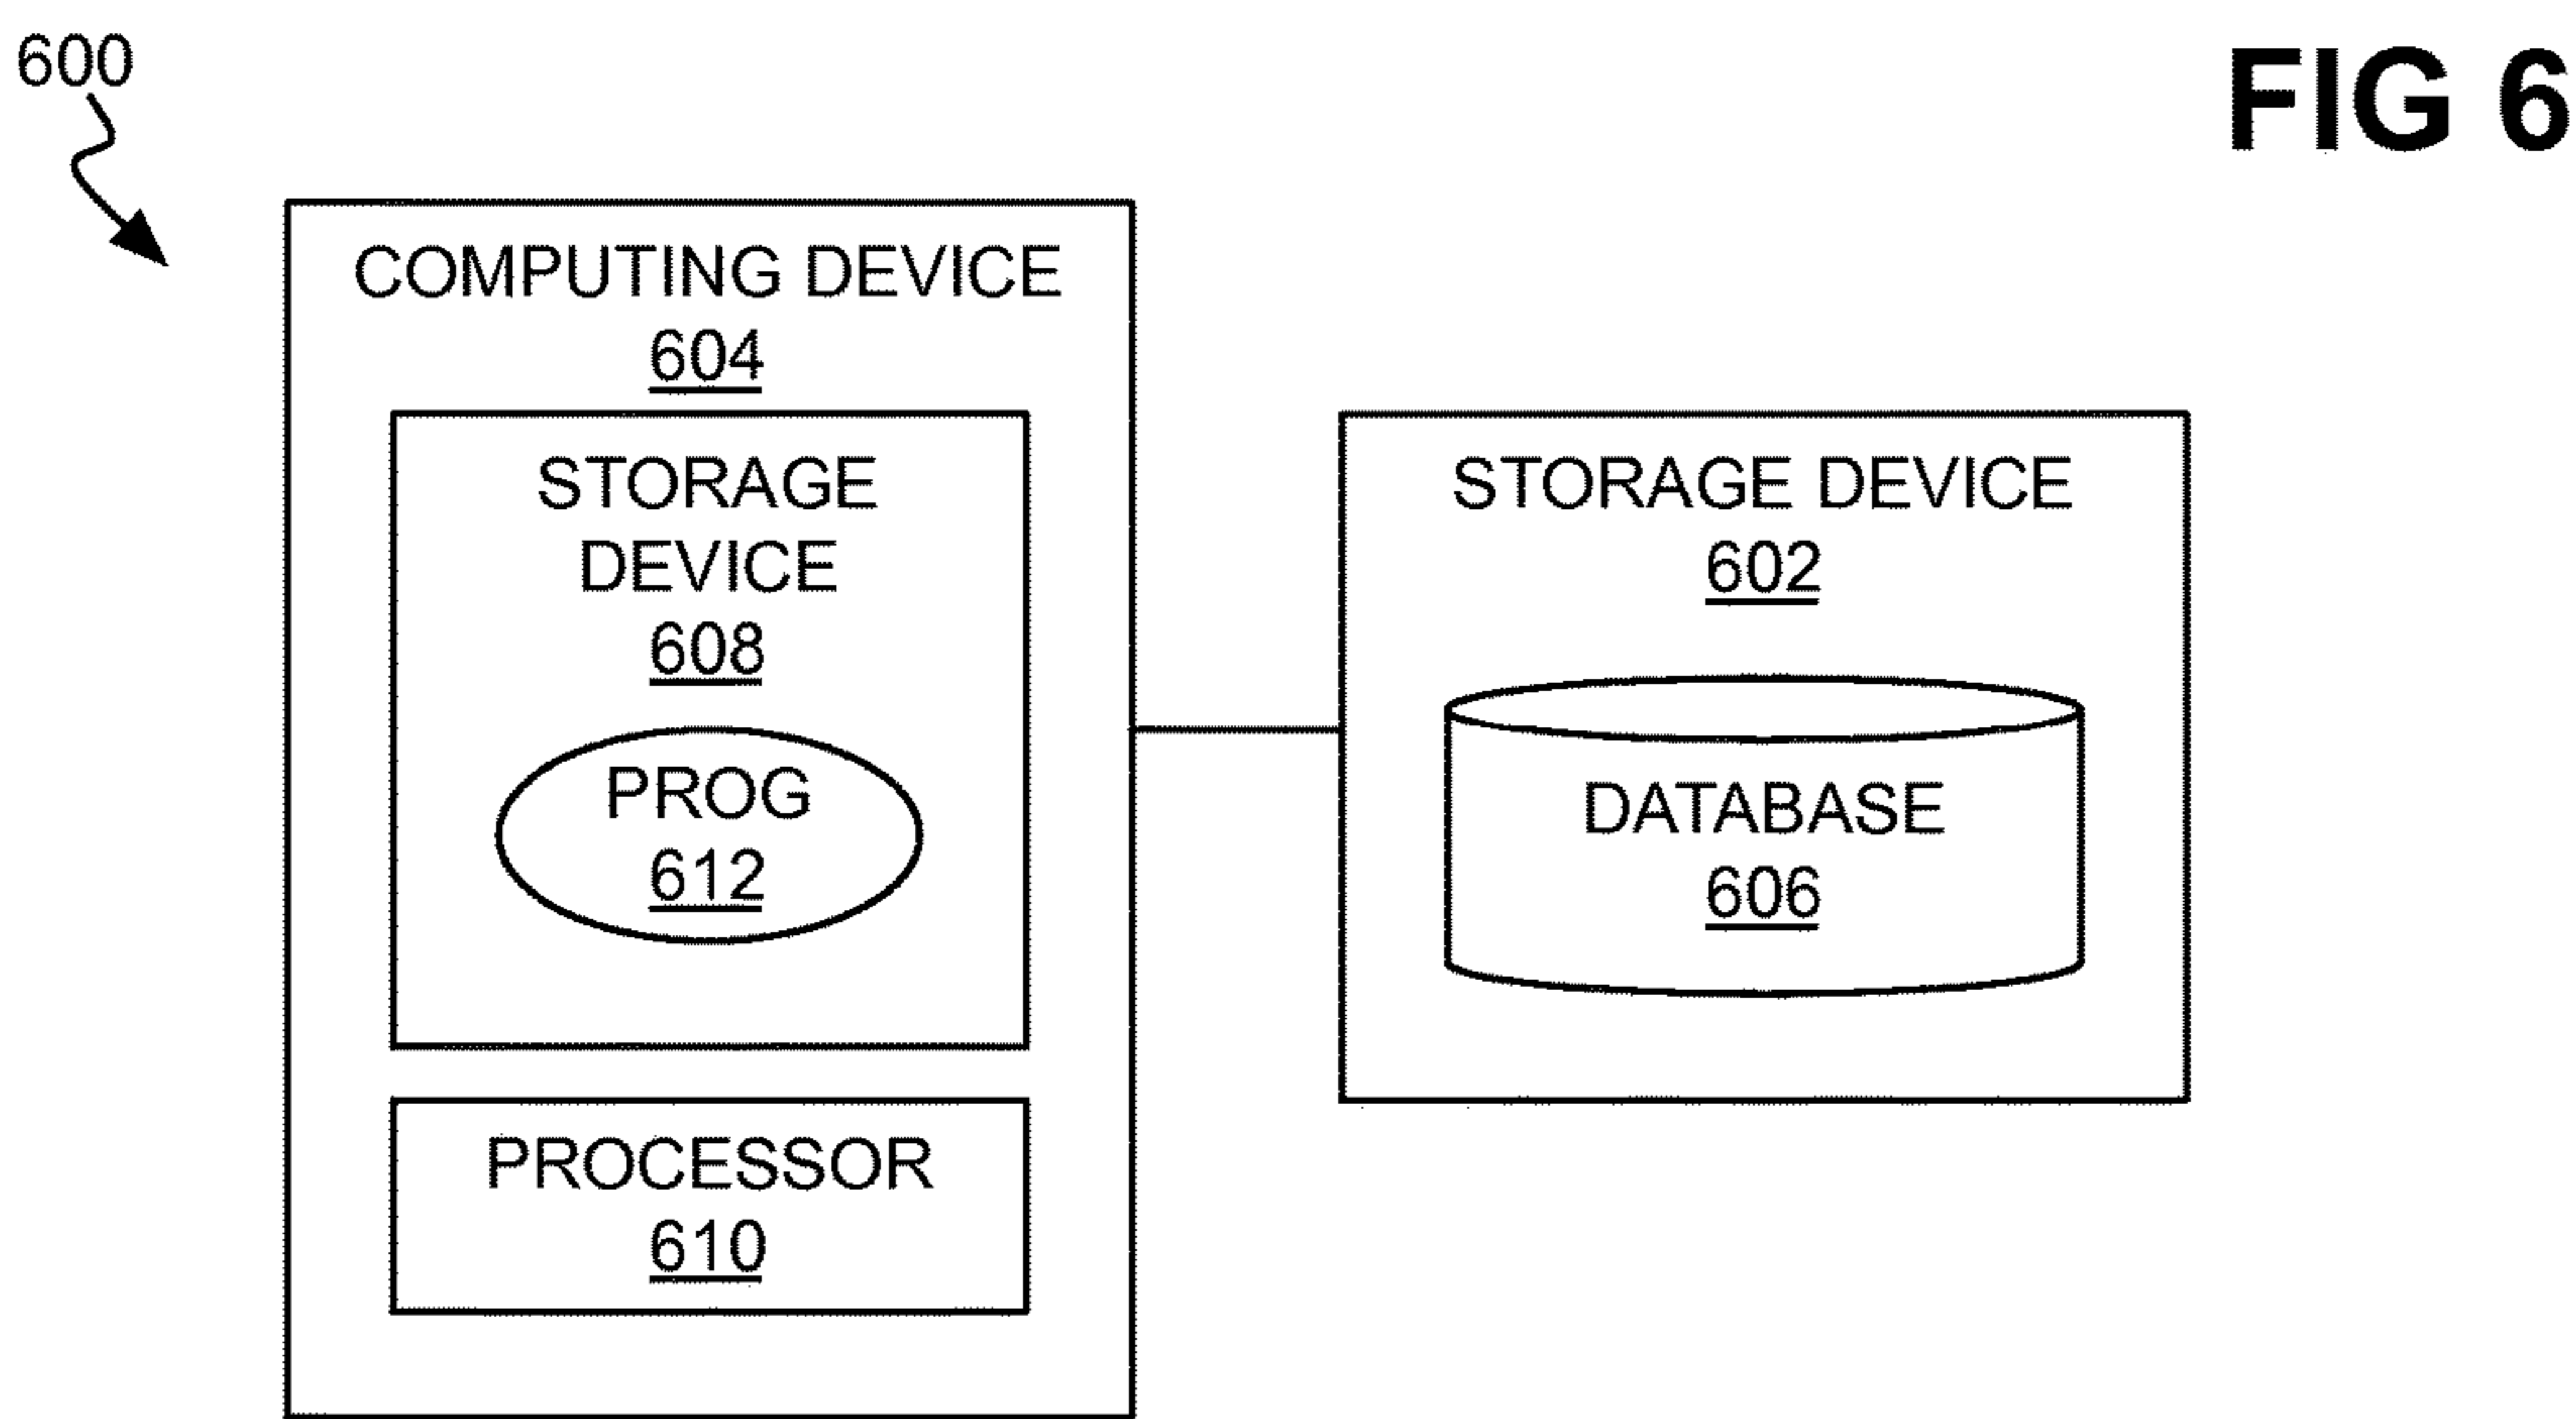 600
FIG 6
COMPUTING DEVICE
604
STORAGE
DEVICE
608
PROG
612
PROCESSOR
610
STORAGE DEVICE
602
DATABASE
606